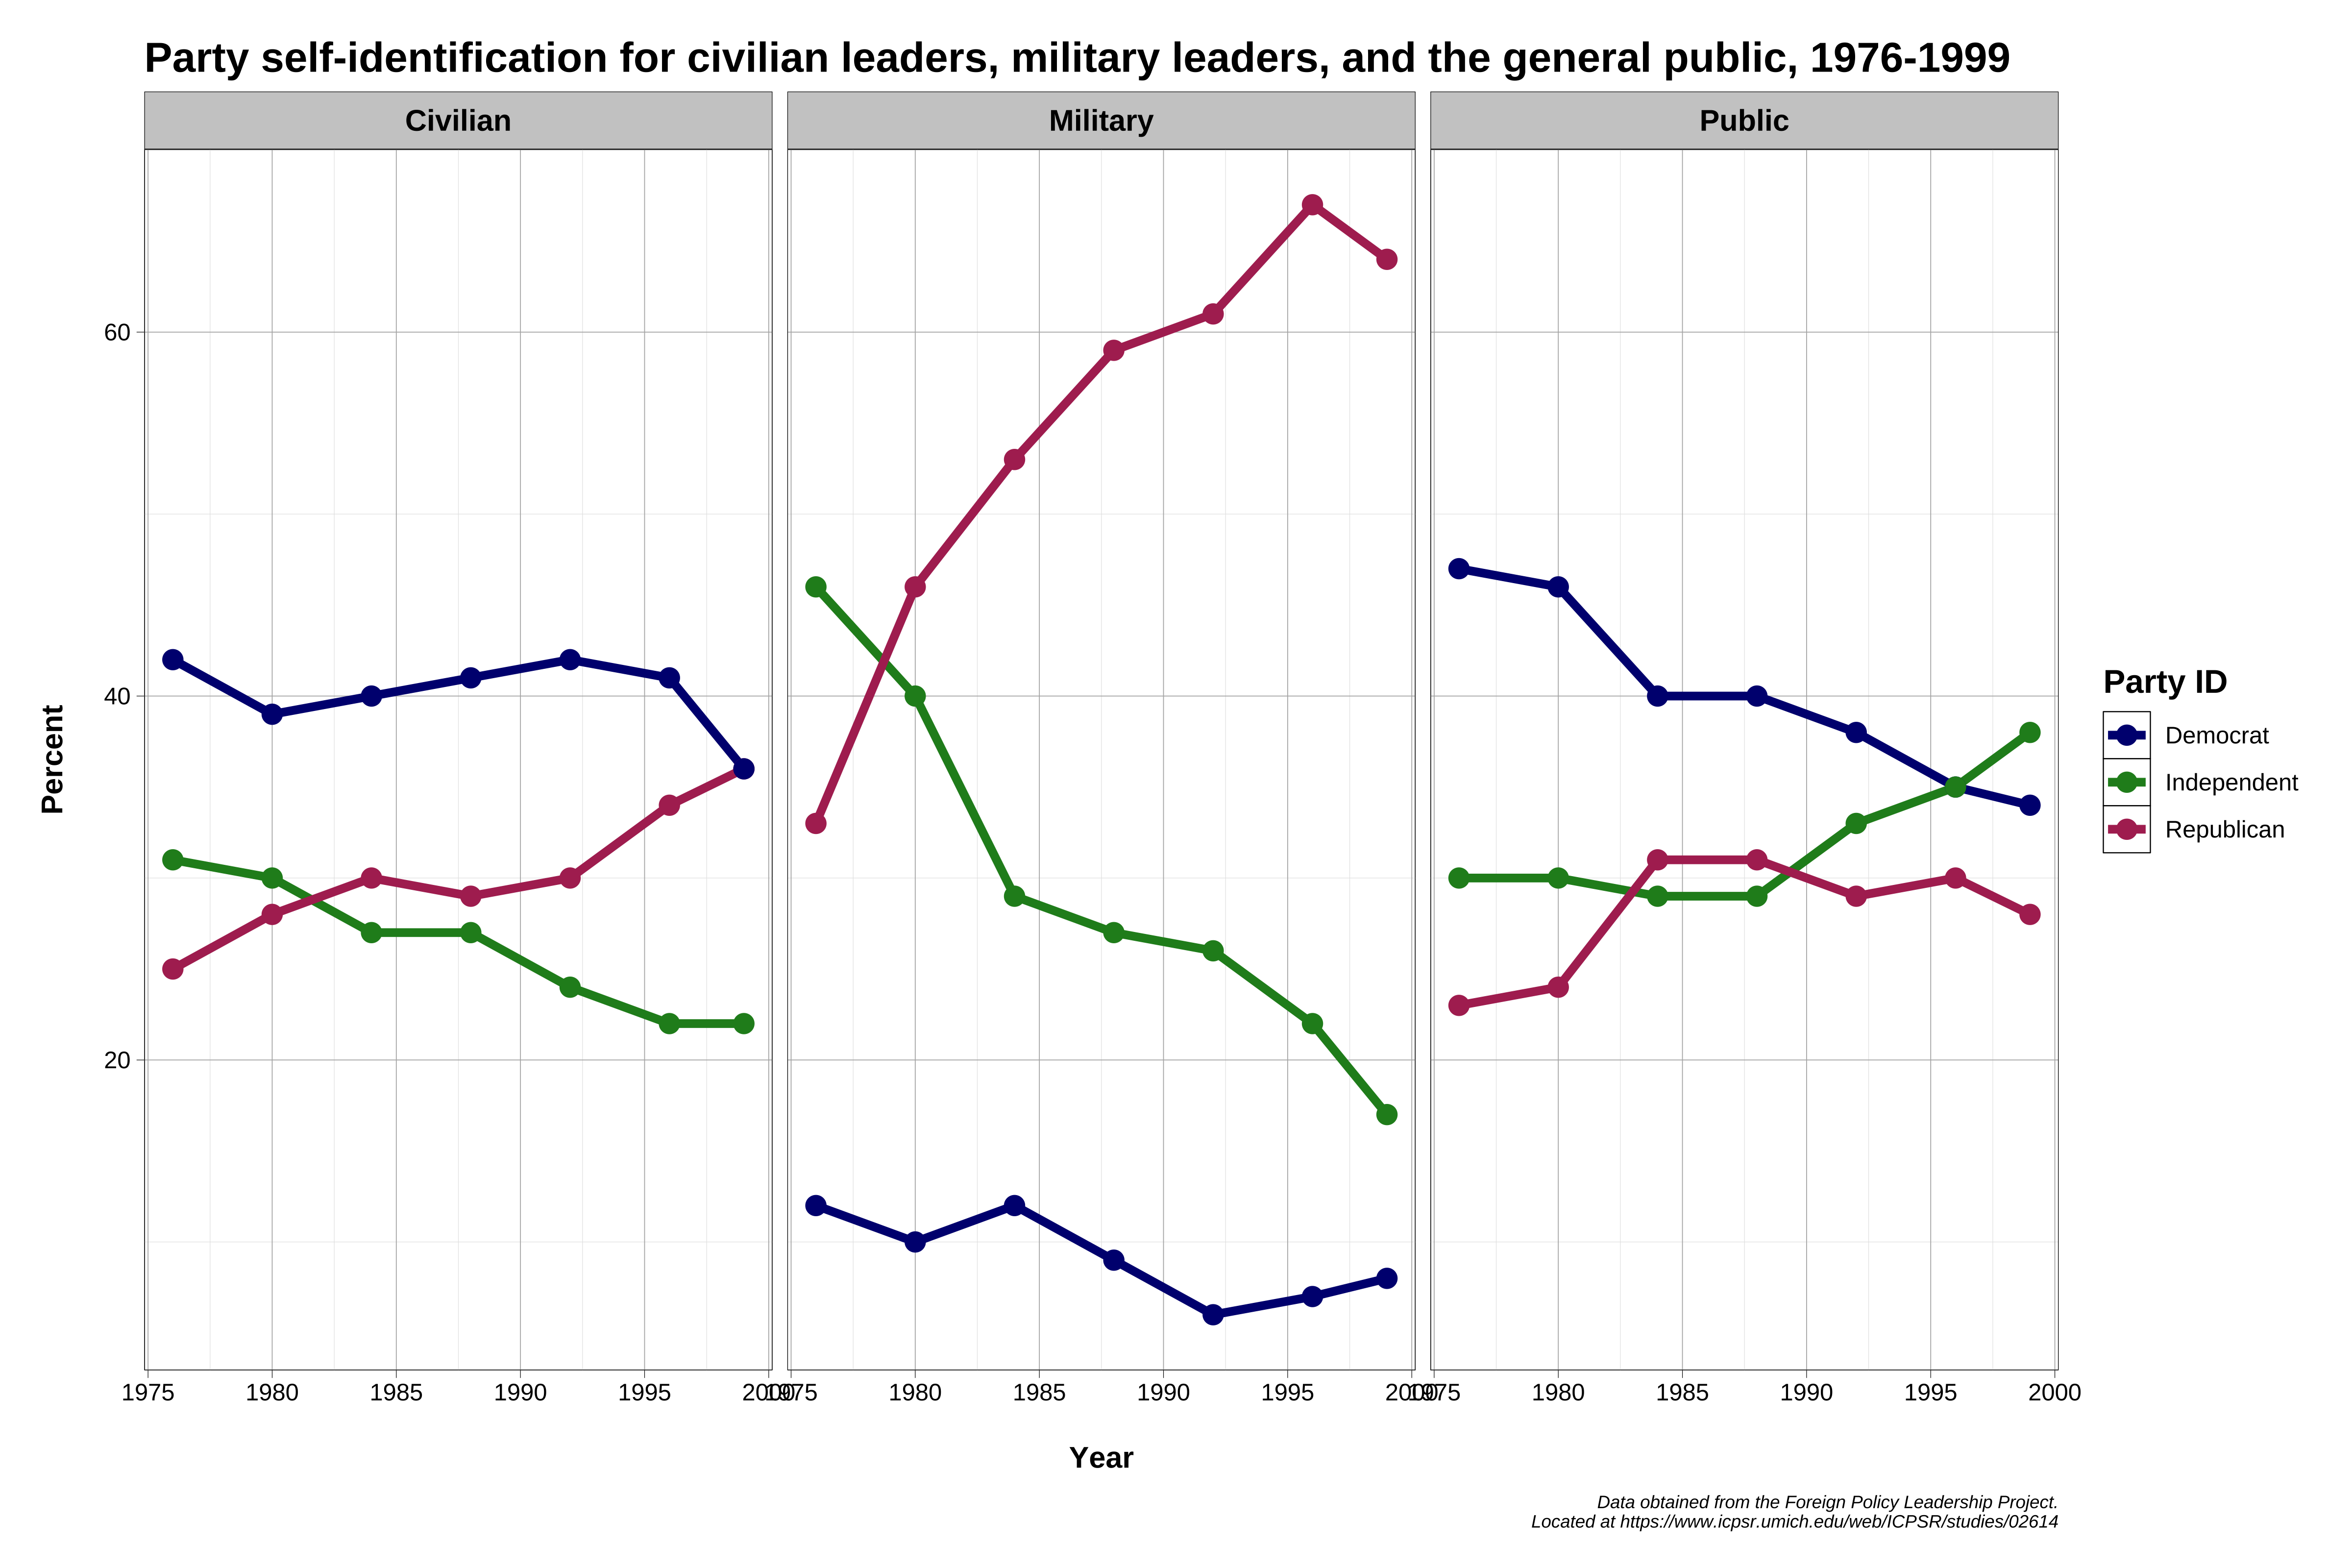 Party self-identification for civilian leaders, military leaders, and the general public, 1976-1999
Civilian
Military
Public
60
40
20
Percent
1975
1980
1985
1990
1995
2000
1975
1980
1985
1990
1995
2000
1975
1980
1985
1990
1995
2000
Year
Party ID
Democrat
Independent
Republican
Data obtained from the Foreign Policy Leadership Project.
Located at https://www.icpsr.umich.edu/web/ICPSR/studies/02614